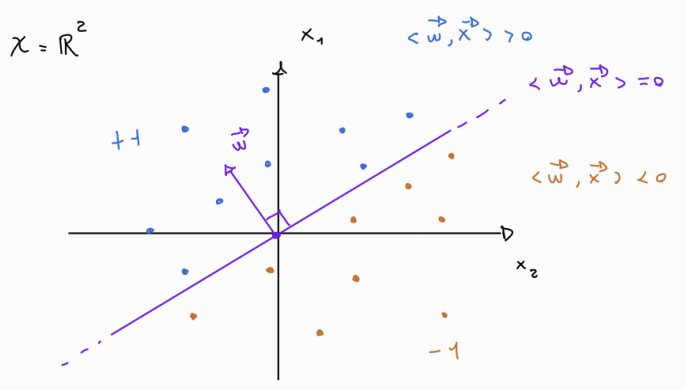 X = ℝ²
x₁
<w⃗, x⃗> > 0
<w⃗, x⃗> = 0
+1
w⃗
<w⃗, x⃗> < 0
x₂
-1